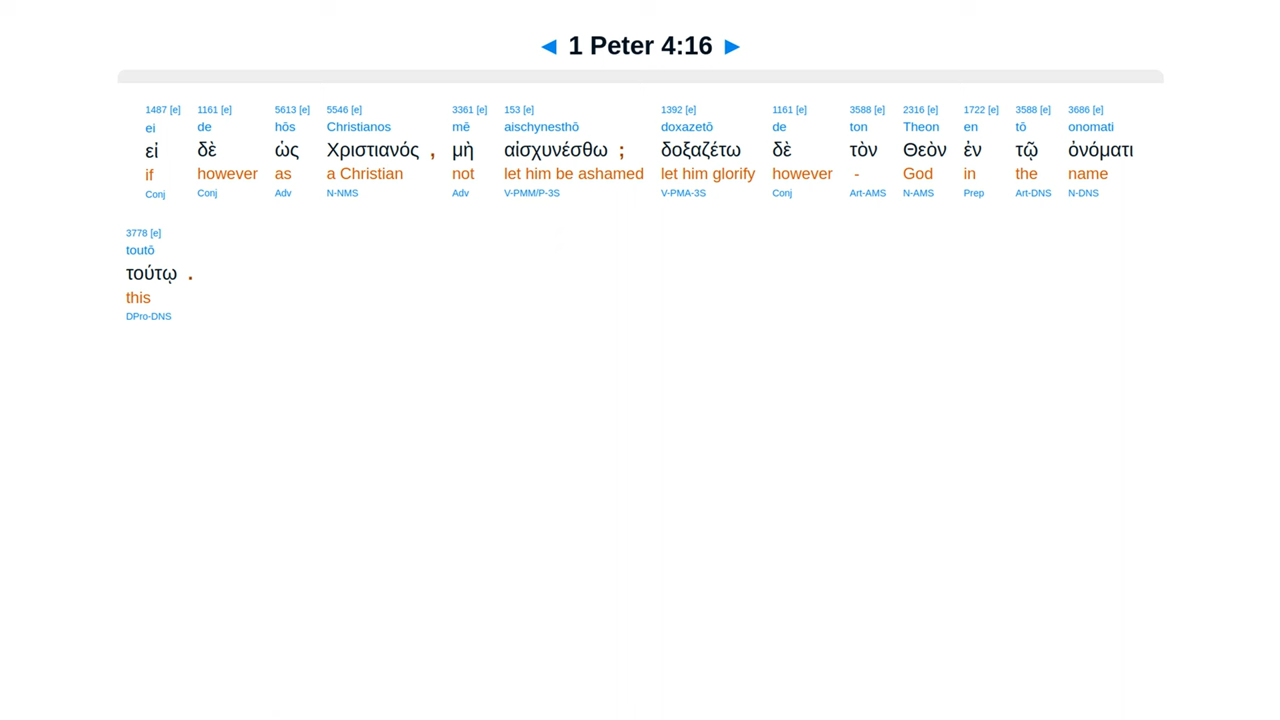 ◄ 1 Peter 4:16 ►
1487 [e] 1161 [e] 5613 [e] 5546 [e] 3361 [e] 153 [e] 1392 [e] 1161 [e] 3588 [e] 2316 [e] 1722 [e] 3588 [e] 3686 [e]
ei de hōs Christianos mē aischynesthō doxazetō de ton Theon en tō onomati
εἰ δὲ ὡς Χριστιανός , μὴ αἰσχυνέσθω ; δοξαζέτω δὲ τὸν Θεὸν ἐν τῷ ὀνόματι
if however as a Christian not let him be ashamed let him glorify however - God in the name
Conj Conj Adv N-NMS Adv V-PMM/P-3S V-PMA-3S Conj Art-AMS N-AMS Prep Art-DNS N-DNS
3778 [e]
toutō
τούτῳ .
this
DPro-DNS